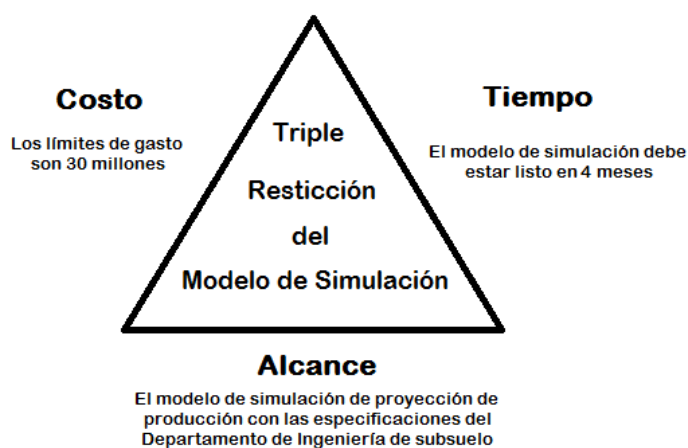 Costo
Los límites de gasto
son 30 millones
Tiempo
El modelo de simulación debe
estar listo en 4 meses
Triple
Resticción
del
Modelo de Simulación
Alcance
El modelo de simulación de proyección de
producción con las especificaciones del
Departamento de Ingeniería de subsuelo